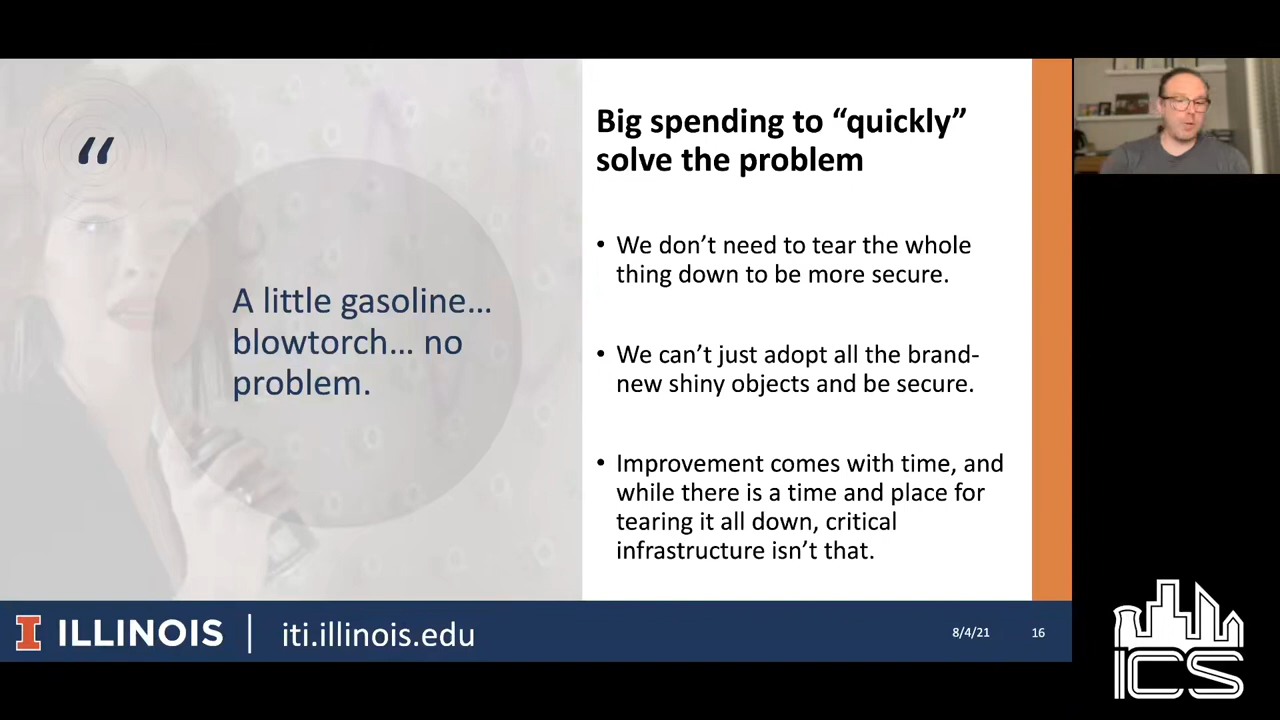 “
A little gasoline…
blowtorch… no
problem.
Big spending to “quickly”
solve the problem
• We don’t need to tear the whole
thing down to be more secure.
• We can’t just adopt all the brand-
new shiny objects and be secure.
• Improvement comes with time, and
while there is a time and place for
tearing it all down, critical
infrastructure isn’t that.
I ILLINOIS | iti.illinois.edu
8/4/21 16
ICS